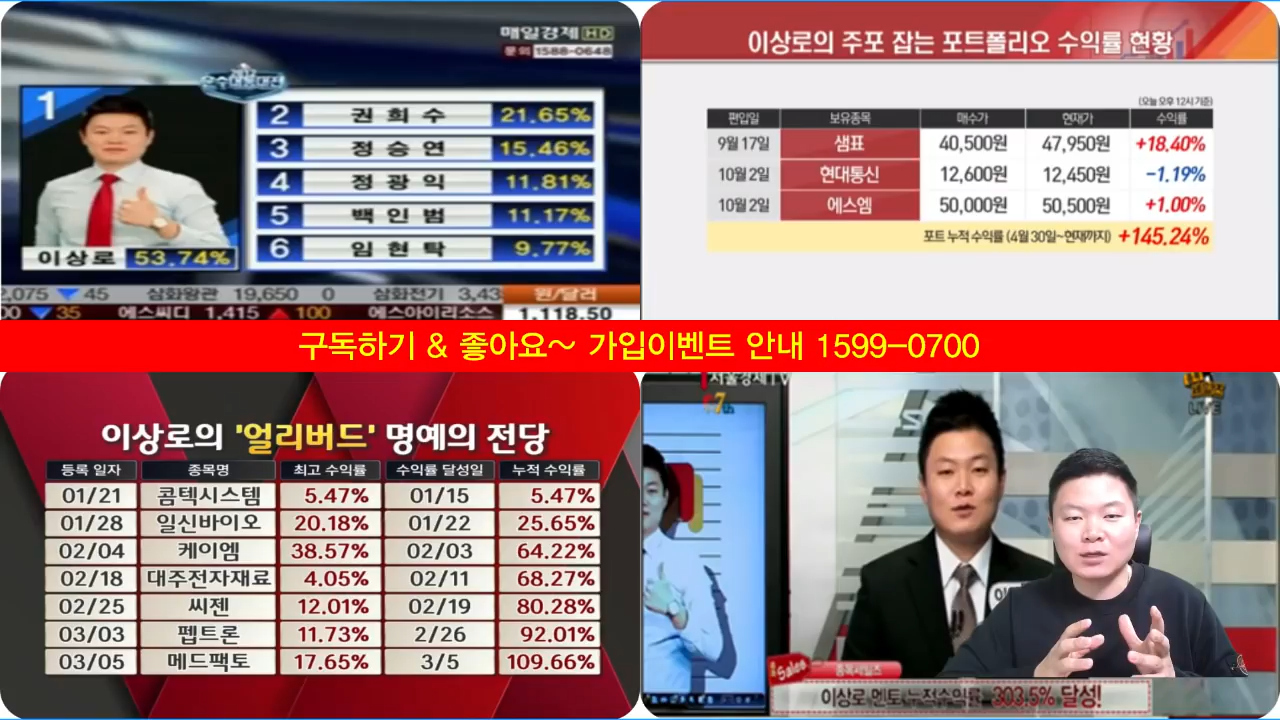 매일경제 HD
문의 1588-0648
수익대통대전
1
이상로 53.74%
2 권희수 21.65%
3 정승연 15.46%
4 정광익 11.81%
5 백인범 11.17%
6 임현탁 9.77%
2,075 ▼ 45 삼화왕관 19,650 0 삼화전기 3,43 원/달러
00 ▼ 35 에스씨디 1,415 ▲ 100 에스아이리소스 1,118.50
이상로의 주포 잡는 포트폴리오 수익률 현황
(오늘 오후 12시 기준)
편입일 보유종목 매수가 현재가 수익률
9월 17일 샘표 40,500원 47,950원 +18.40%
10월 2일 현대통신 12,600원 12,450원 -1.19%
10월 2일 에스엠 50,000원 50,500원 +1.00%
포트 누적 수익률 (4월 30일~현재까지) +145.24%
구독하기 & 좋아요~ 가입이벤트 안내 1599-0700
이상로의 '얼리버드' 명예의 전당
등록 일자 종목명 최고 수익률 수익률 달성일 누적 수익률
01/21 콤텍시스템 5.47% 01/15 5.47%
01/28 일신바이오 20.18% 01/22 25.65%
02/04 케이엠 38.57% 02/03 64.22%
02/18 대주전자재료 4.05% 02/11 68.27%
02/25 씨젠 12.01% 02/19 80.28%
03/03 펩트론 11.73% 2/26 92.01%
03/05 메드팩토 17.65% 3/5 109.66%
서울경제TV
7th
LIVE
Sales
종목세일즈
이상로 멘토 누적수익률 303.5% 달성!